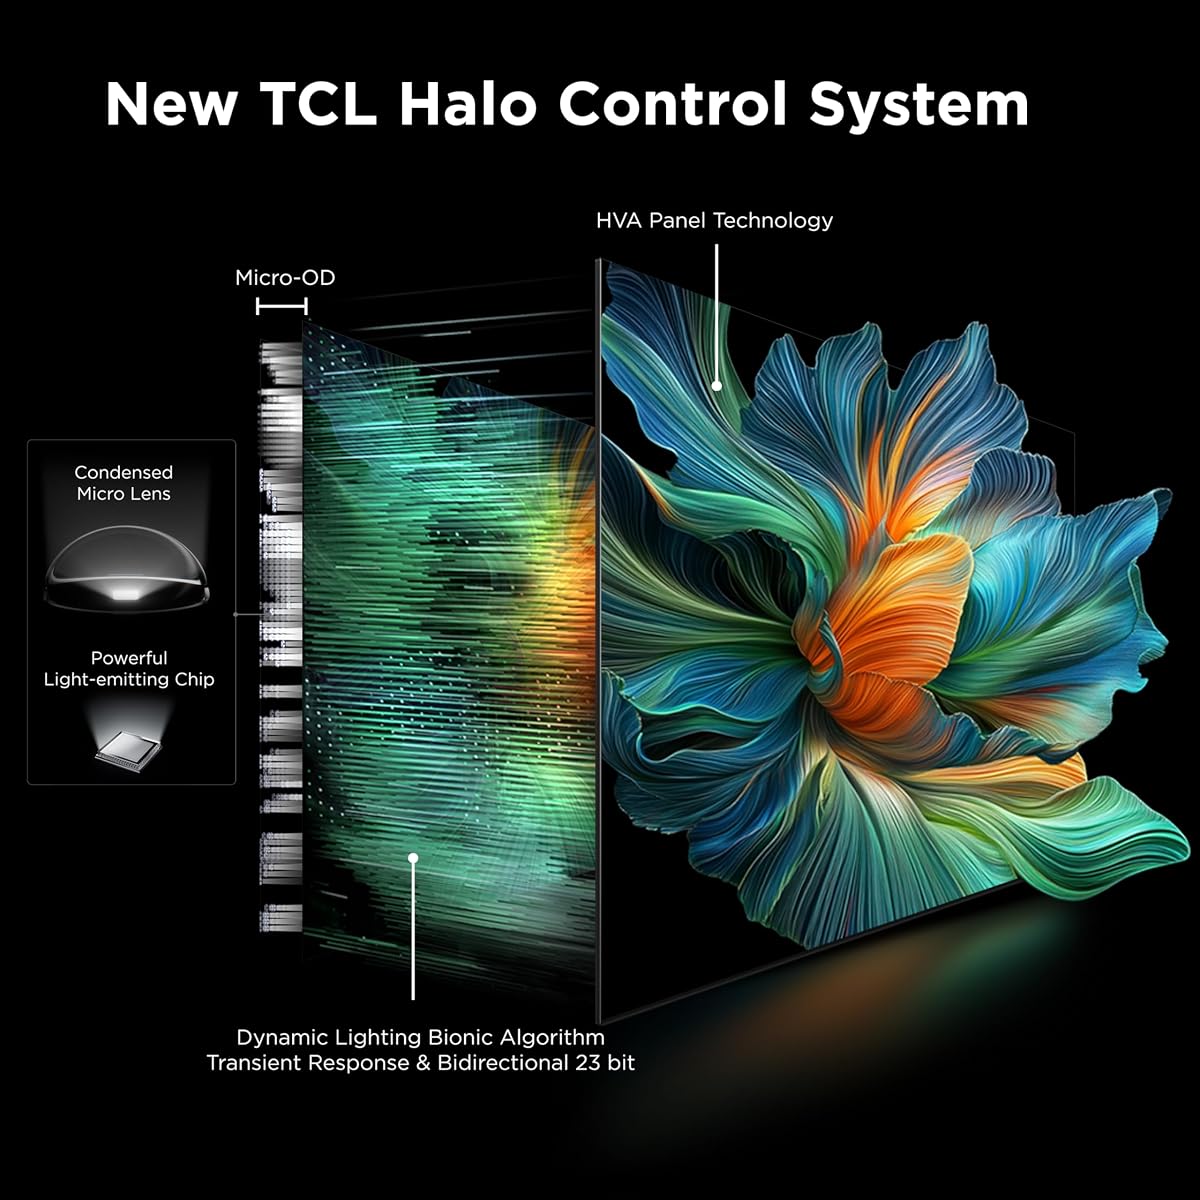 New TCL Halo Control System
HVA Panel Technology
Micro-OD
Condensed
Micro Lens
Powerful
Light-emitting Chip
Dynamic Lighting Bionic Algorithm
Transient Response & Bidirectional 23 bit